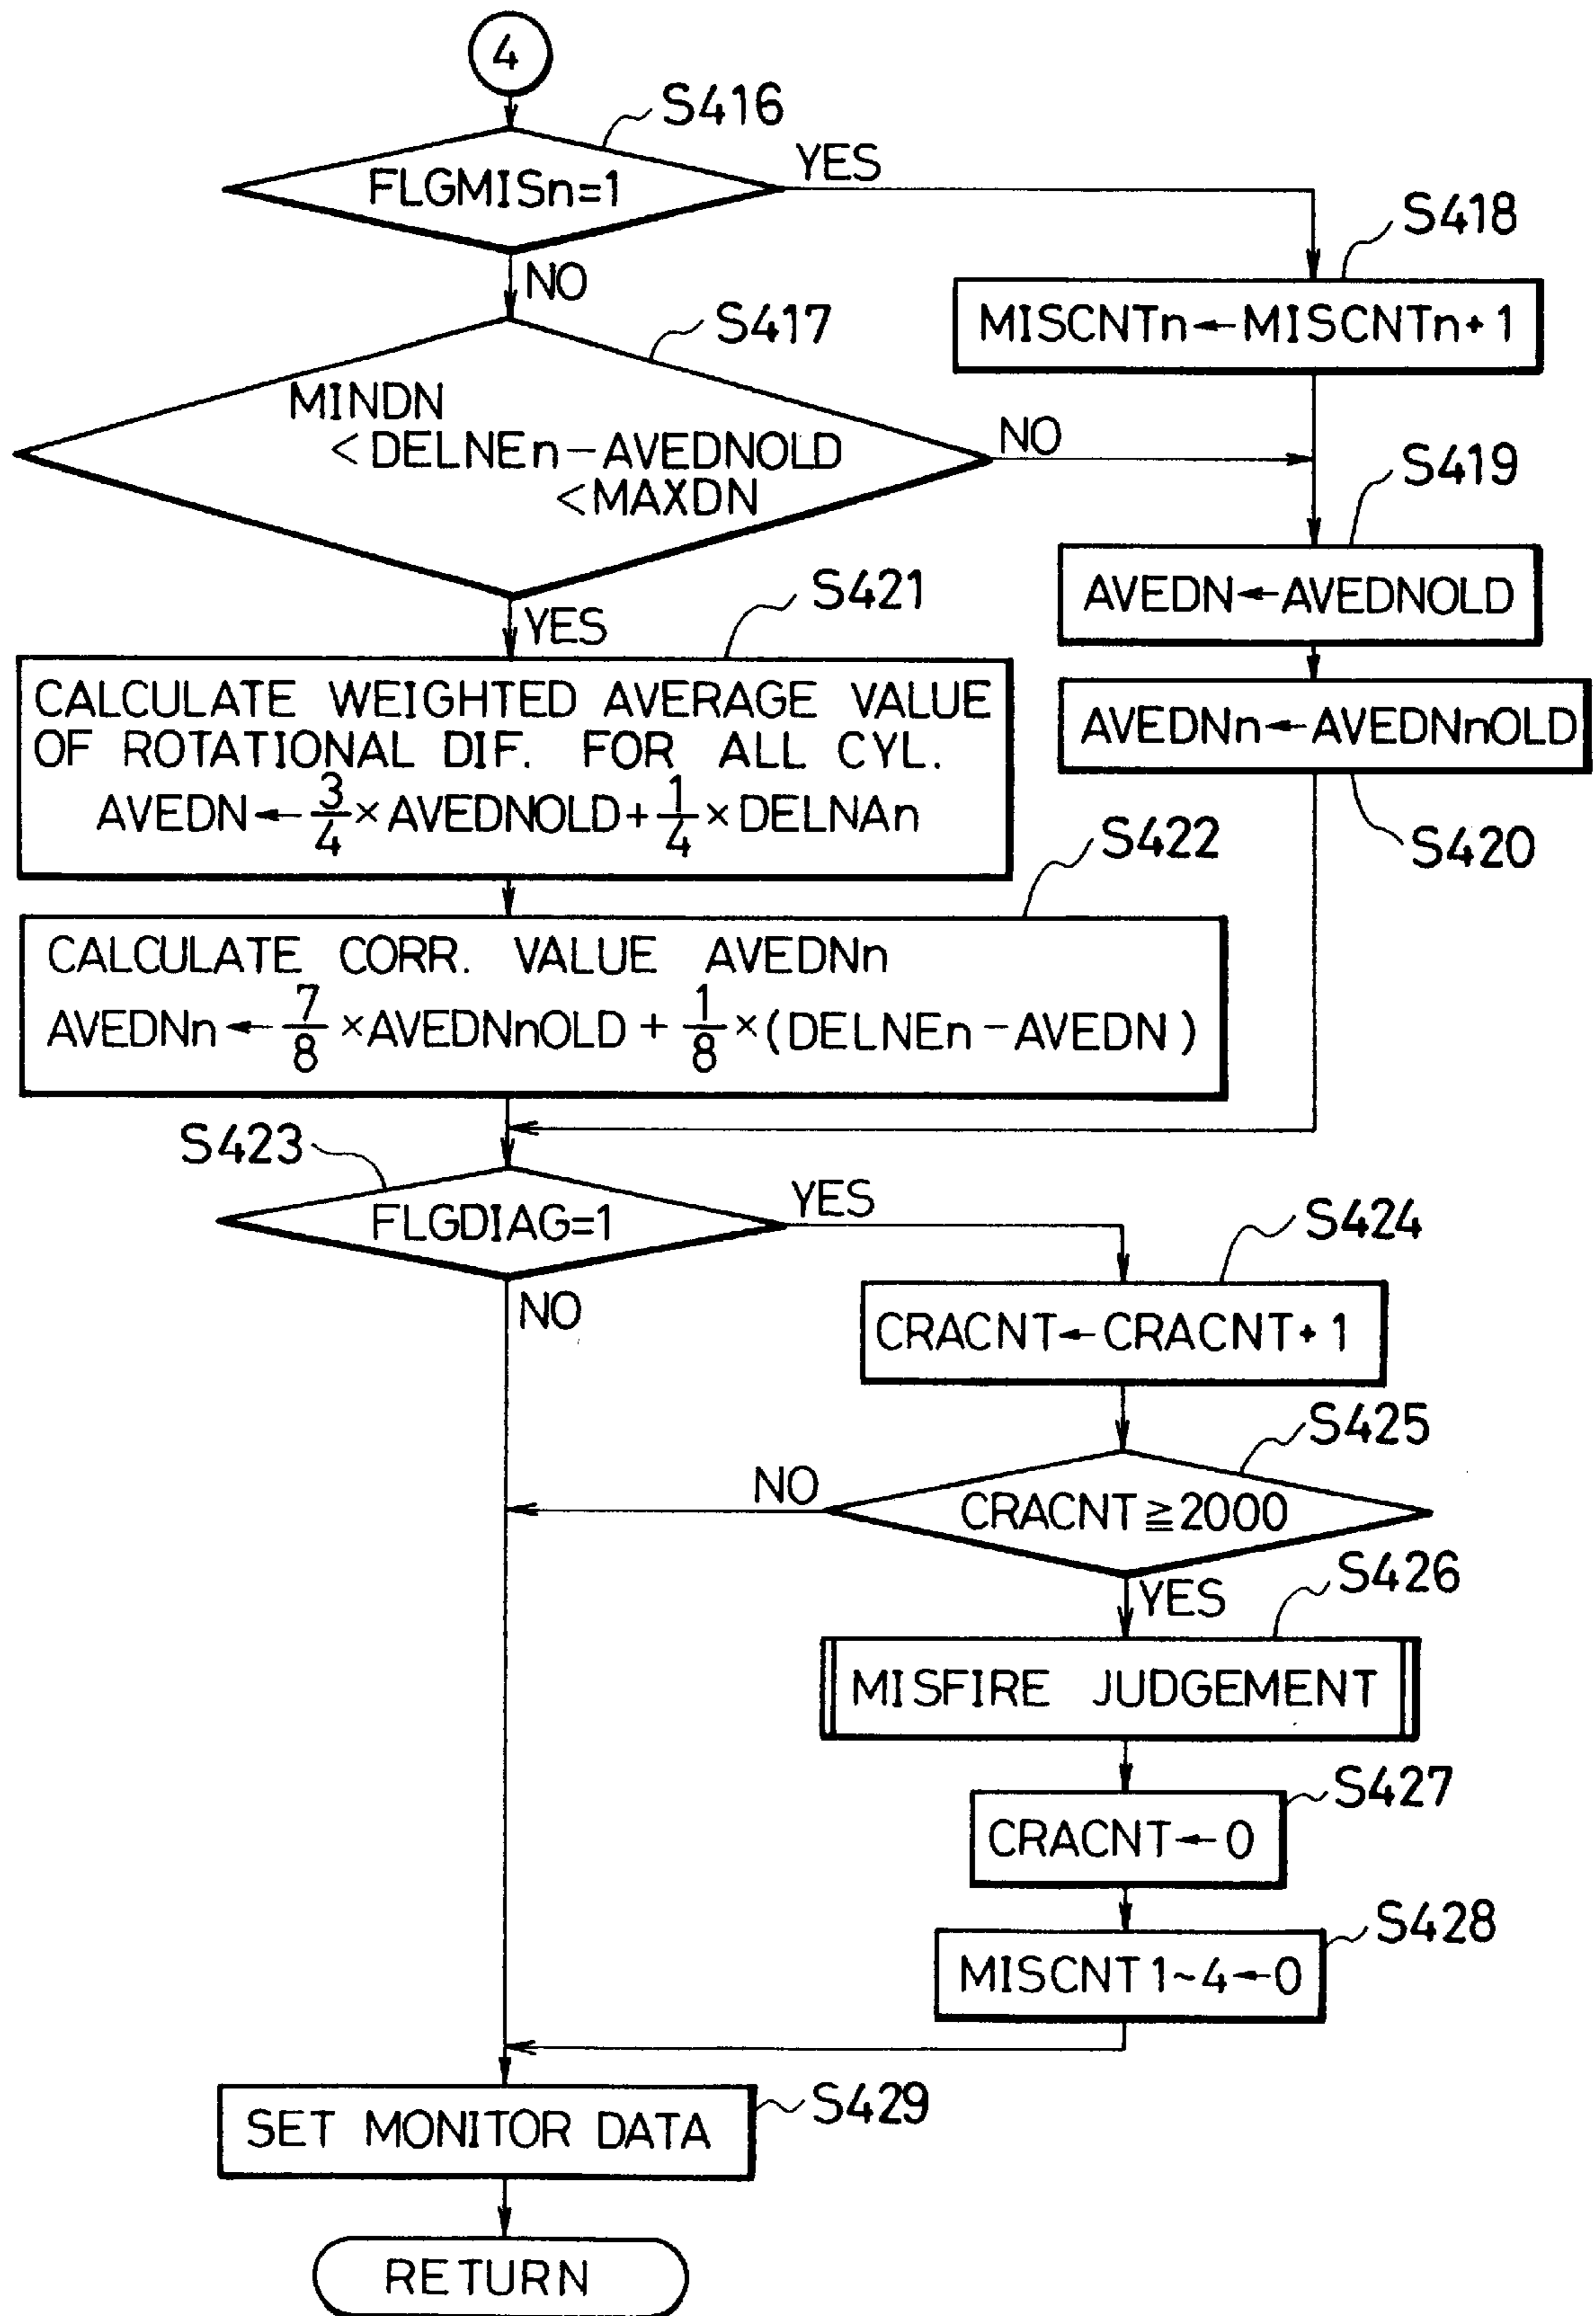 4
S416
FLGMISn=1
YES
NO
S418
MISCNTn←MISCNTn+1
S417
MINDN
<DELNEn−AVEDNOLD
<MAXDN
NO
YES
S419
AVEDN←AVEDNOLD
AVEDNn←AVEDNnOLD
S420
S421
CALCULATE WEIGHTED AVERAGE VALUE
OF ROTATIONAL DIF. FOR ALL CYL.
AVEDN←3/4×AVEDNOLD+1/4×DELNAn
S422
CALCULATE CORR. VALUE AVEDNn
AVEDNn←7/8×AVEDNnOLD+1/8×(DELNEn−AVEDN)
S423
FLGDIAG=1
YES
NO
S424
CRACNT←CRACNT+1
S425
CRACNT≧2000
NO
YES
S426
MISFIRE JUDGEMENT
S427
CRACNT←0
S428
MISCNT1~4←0
SET MONITOR DATA
S429
RETURN